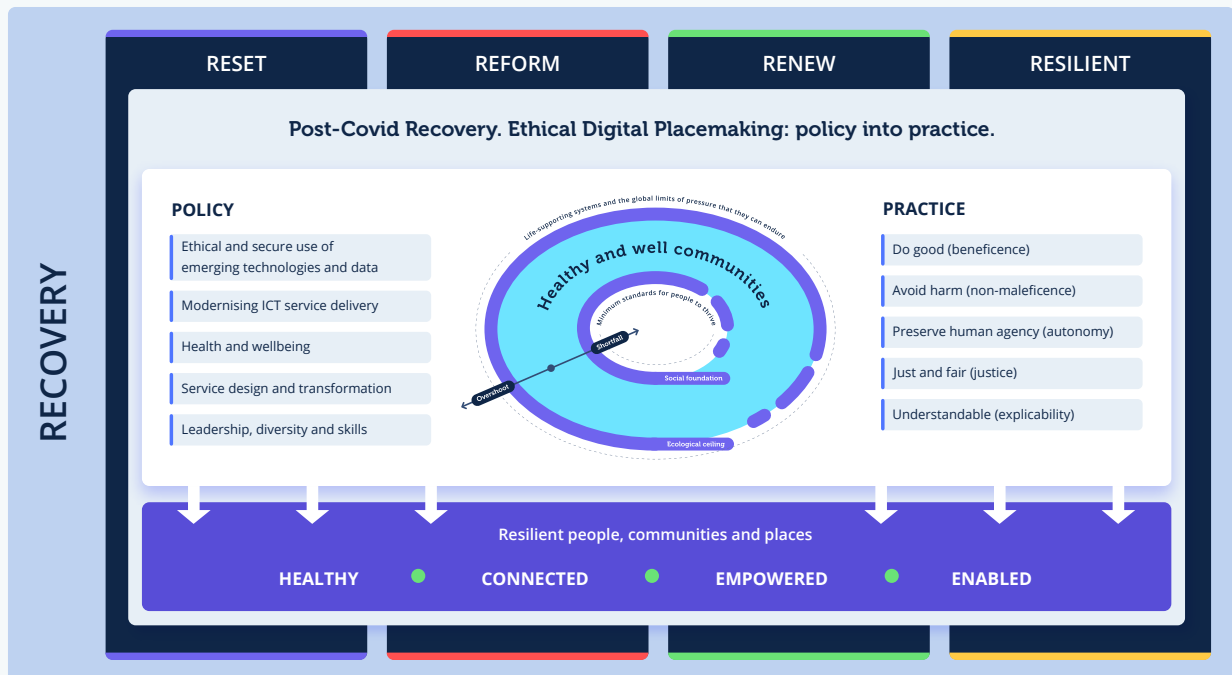 RECOVERY
RESET
REFORM
RENEW
RESILIENT
Post-Covid Recovery. Ethical Digital Placemaking: policy into practice.
POLICY
Ethical and secure use of
emerging technologies and data
Modernising ICT service delivery
Health and wellbeing
Service design and transformation
Leadership, diversity and skills
Life-supporting systems and the global limits of pressure that they can endure
Healthy and well communities
Minimum standards for people to thrive
Shortfall
Overshoot
Social foundation
Ecological ceiling
PRACTICE
Do good (beneficence)
Avoid harm (non-maleficence)
Preserve human agency (autonomy)
Just and fair (justice)
Understandable (explicability)
Resilient people, communities and places
HEALTHY
CONNECTED
EMPOWERED
ENABLED